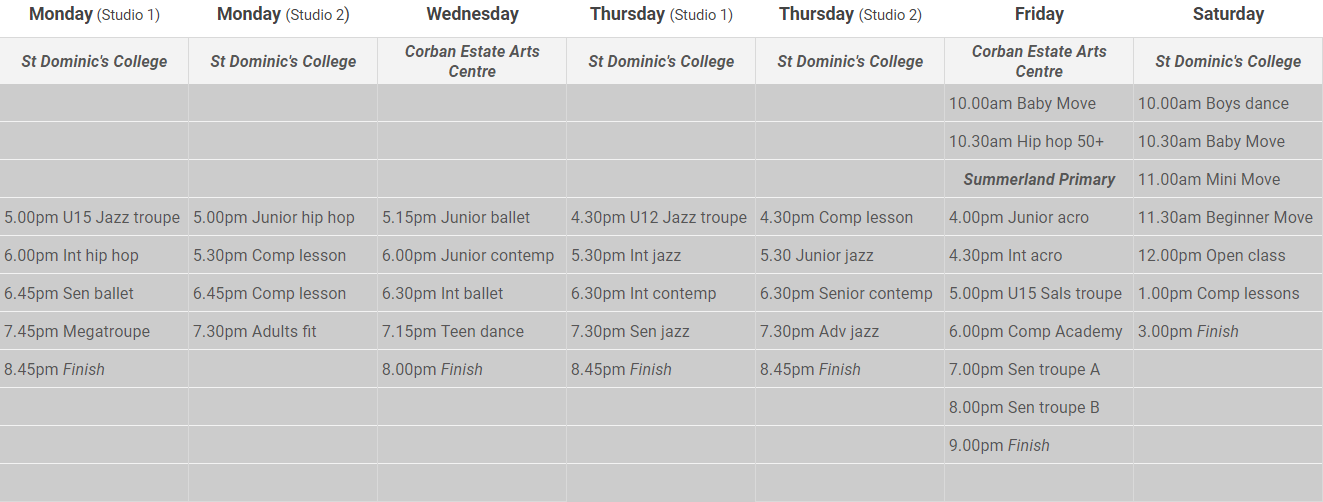 Monday (Studio 1) Monday (Studio 2) Wednesday Thursday (Studio 1) Thursday (Studio 2) Friday Saturday
St Dominic's College St Dominic's College Corban Estate Arts Centre St Dominic's College St Dominic's College Corban Estate Arts Centre St Dominic's College
10.00am Baby Move 10.00am Boys dance
10.30am Hip hop 50+ 10.30am Baby Move
Summerland Primary 11.00am Mini Move
5.00pm U15 Jazz troupe 5.00pm Junior hip hop 5.15pm Junior ballet 4.30pm U12 Jazz troupe 4.30pm Comp lesson 4.00pm Junior acro 11.30am Beginner Move
6.00pm Int hip hop 5.30pm Comp lesson 6.00pm Junior contemp 5.30pm Int jazz 5.30 Junior jazz 4.30pm Int acro 12.00pm Open class
6.45pm Sen ballet 6.45pm Comp lesson 6.30pm Int ballet 6.30pm Int contemp 6.30pm Senior contemp 5.00pm U15 Sals troupe 1.00pm Comp lessons
7.45pm Megatroupe 7.30pm Adults fit 7.15pm Teen dance 7.30pm Sen jazz 7.30pm Adv jazz 6.00pm Comp Academy 3.00pm Finish
8.45pm Finish 8.00pm Finish 8.45pm Finish 8.45pm Finish 7.00pm Sen troupe A
8.00pm Sen troupe B
9.00pm Finish